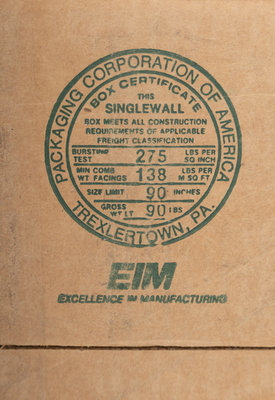 PACKAGING CORPORATION OF AMERICA
BOX CERTIFICATE
THIS
SINGLEWALL
BOX MEETS ALL CONSTRUCTION
REQUIREMENTS OF APPLICABLE
FREIGHT CLASSIFICATION
BURSTING TEST 275 LBS PER SQ INCH
MIN COMB WT FACINGS 138 LBS PER M SQ FT
SIZE LIMIT 90 INCHES
GROSS WT LT 90 LBS
TREXLERTOWN, PA.
EIM
EXCELLENCE IN MANUFACTURING